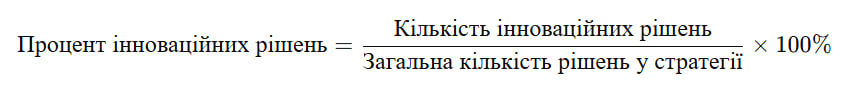 Процент інноваційних рішень = Кількість інноваційних рішень / Загальна кількість рішень у стратегії × 100%